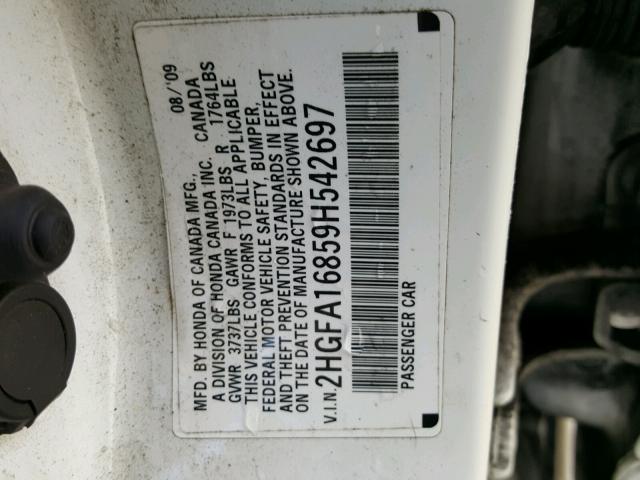 MFD. BY HONDA OF CANADA MFG., 08/'09
A DIVISION OF HONDA CANADA INC. CANADA
GVWR 3737LBS GAWR F 1973LBS R 1764LBS
THIS VEHICLE CONFORMS TO ALL APPLICABLE
FEDERAL MOTOR VEHICLE SAFETY, BUMPER,
AND THEFT PREVENTION STANDARDS IN EFFECT
ON THE DATE OF MANUFACTURE SHOWN ABOVE.
V.I.N. 2HGFA16859H542697
PASSENGER CAR